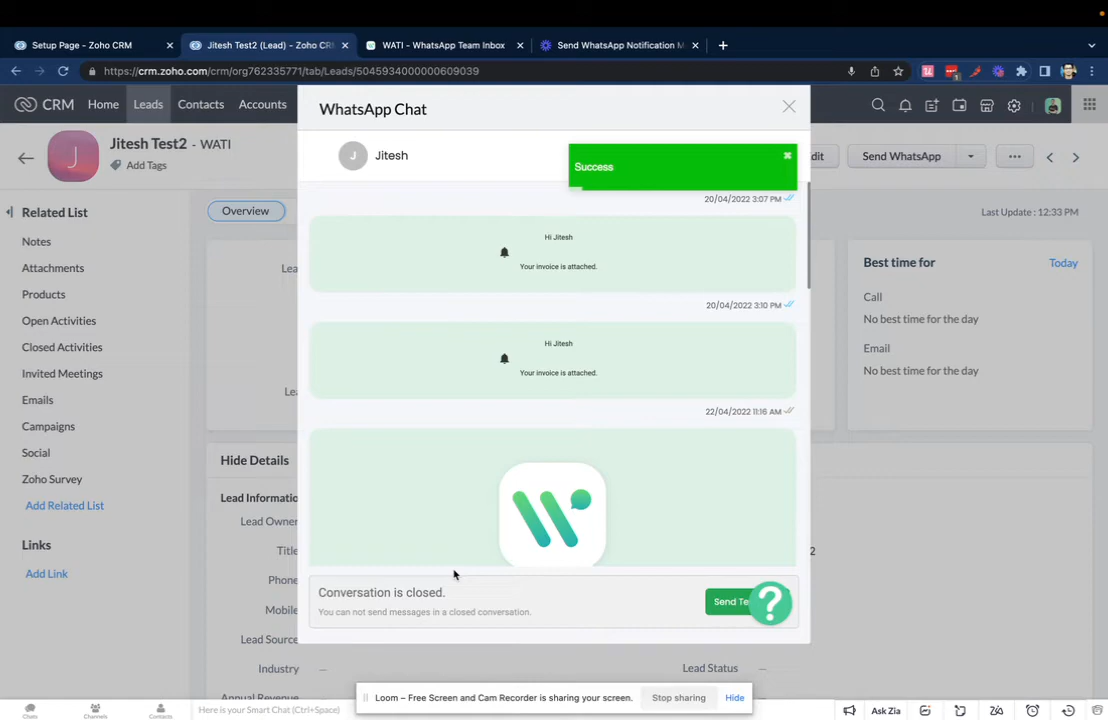 Setup Page - Zoho CRM
Jitesh Test2 (Lead) - Zoho CR
WATI - WhatsApp Team Inbox
Send WhatsApp Notification M
https://crm.zoho.com/crm/org762335771/tab/Leads/5045934000000609039
CRM
Home
Leads
Contacts
Accounts
WhatsApp Chat
Jitesh Test2 - WATI
Add Tags
J
Jitesh
Success
dit
Send WhatsApp
Related List
Overview
Last Update : 12:33 PM
Notes
Attachments
Products
Open Activities
Closed Activities
Invited Meetings
Emails
Campaigns
Social
Zoho Survey
Add Related List
Links
Add Link
20/04/2022 3:07 PM
Hi Jitesh
Your invoice is attached.
20/04/2022 3:10 PM
Hi Jitesh
Your invoice is attached.
22/04/2022 11:16 AM
Conversation is closed.
You can not send messages in a closed conversation.
Send Te
Best time for
Today
Call
No best time for the day
Email
No best time for the day
Lea
Lea
Hide Details
Lead Informatio
Lead Owner
Title
2
Phone
Mobile
Lead Source
Industry
—
Lead Status
—
Annual Revenue
Loom – Free Screen and Cam Recorder is sharing your screen.
Stop sharing
Hide
Chats
Channels
Contacts
Here is your Smart Chat (Ctrl+Space)
Ask Zia